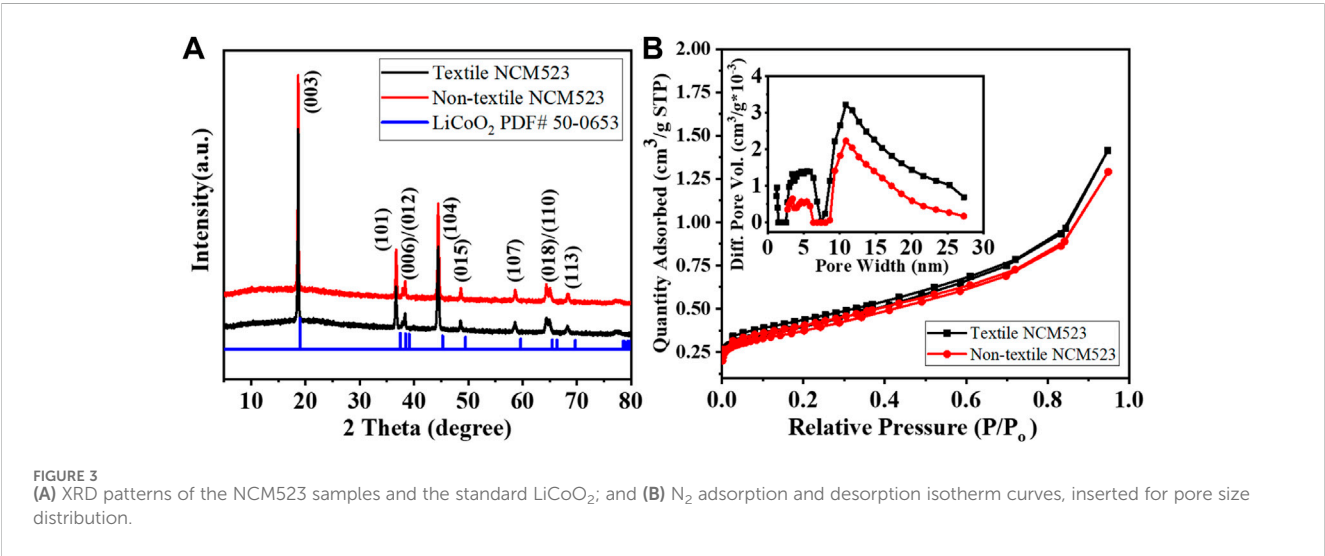 A
Textile NCM523
Non-textile NCM523
LiCoO₂ PDF# 50-0653
(003)
(101)
(006)/(012)
(104)
(015)
(107)
(018)/(110)
(113)
Intensity(a.u.)
10 20 30 40 50 60 70 80
2 Theta (degree)
B
2.00
1.75
1.50
1.25
1.00
0.75
0.50
0.25
Quantity Adsorbed (cm³/g STP)
4
3
2
1
0
Diff. Pore Vol. (cm³/g*10⁻³)
0 5 10 15 20 25 30
Pore Width (nm)
Textile NCM523
Non-textile NCM523
0.0 0.2 0.4 0.6 0.8 1.0
Relative Pressure (P/Pₒ)
FIGURE 3
(A) XRD patterns of the NCM523 samples and the standard LiCoO₂; and (B) N₂ adsorption and desorption isotherm curves, inserted for pore size
distribution.